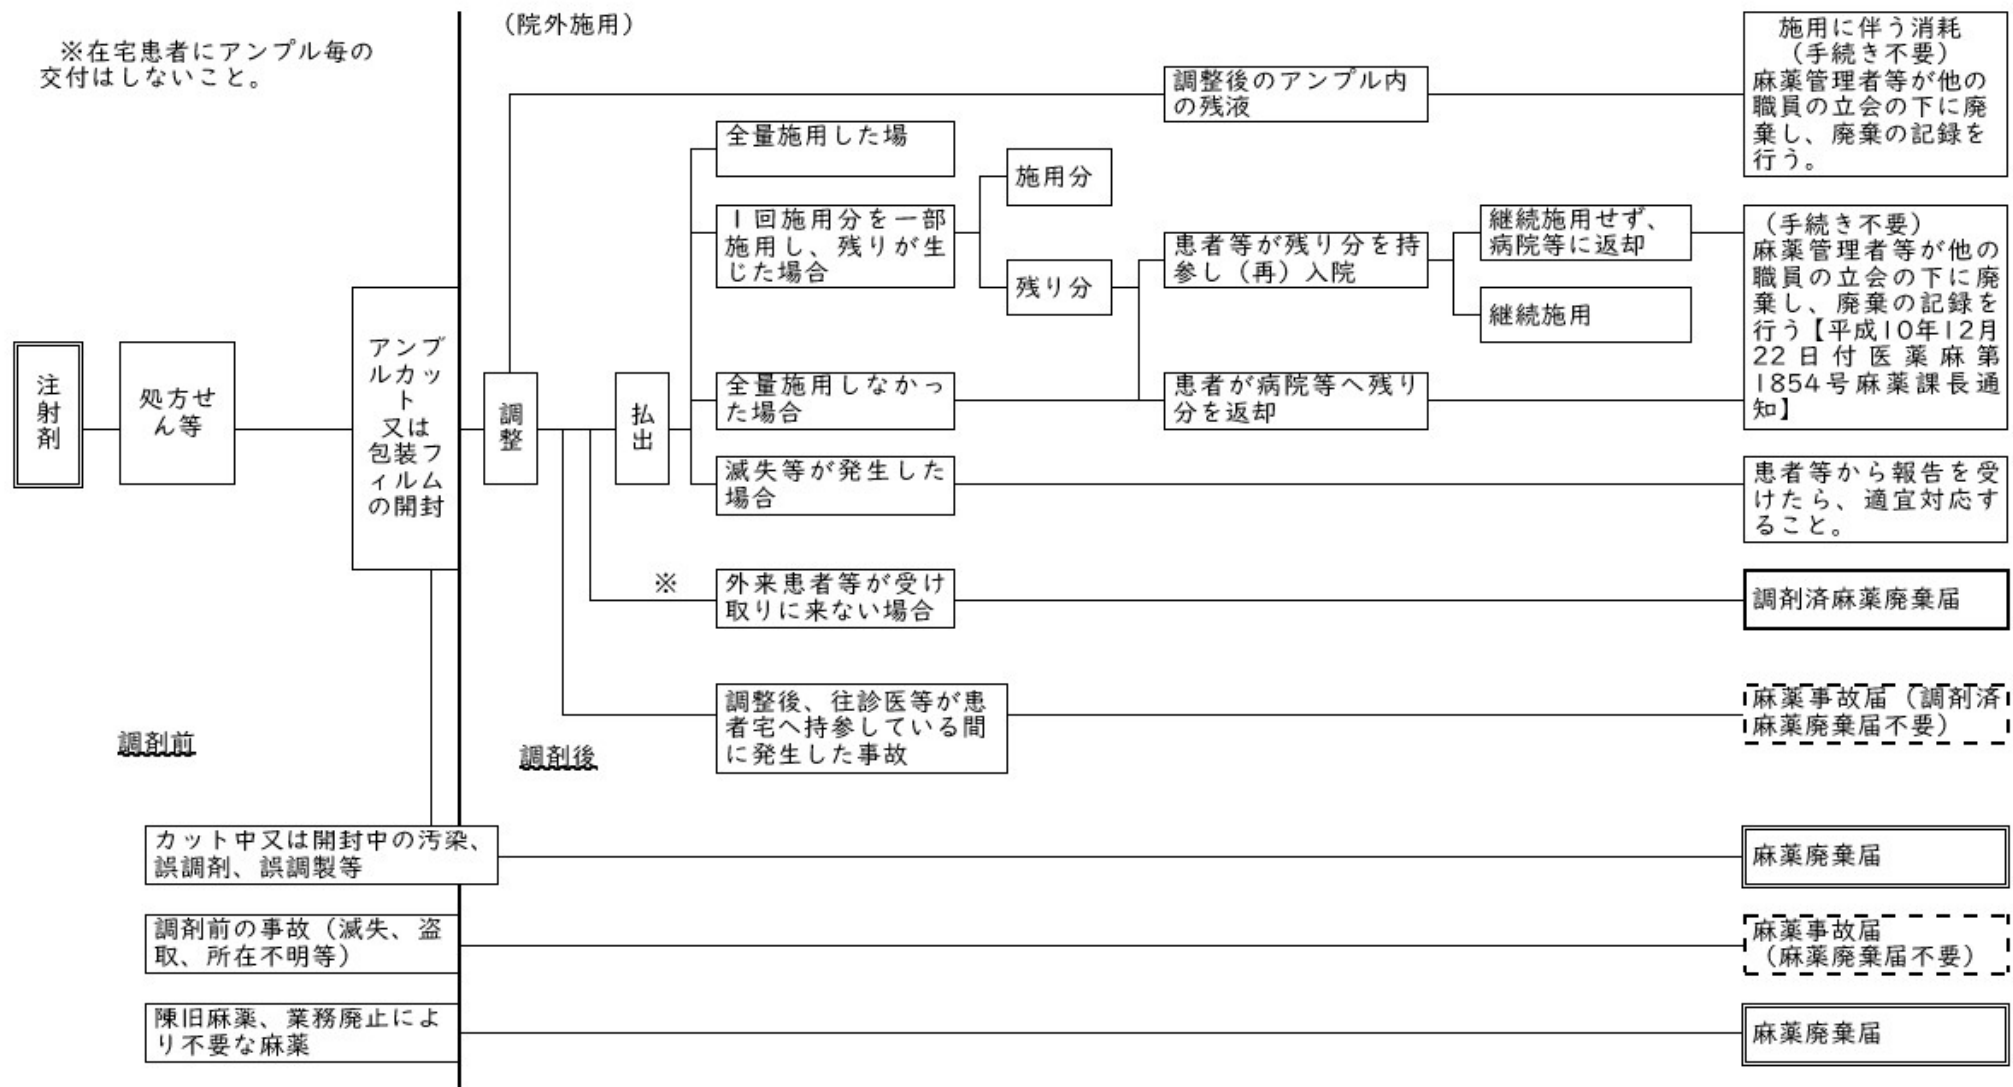 （院外施用）
※在宅患者にアンプル毎の
交付はしないこと。
注
射
剤
処方せ
ん等
アンプ
ルカッ
ト
又は
包装フ
ィルム
の開封
調
整
払
出
調整後のアンプル内
の残液
施用に伴う消耗
（手続き不要）
麻薬管理者等が他の
職員の立会の下に廃
棄し、廃棄の記録を
行う。
全量施用した場
1回施用分を一部
施用し、残りが生
じた場合
施用分
残り分
患者等が残り分を持
参し（再）入院
継続施用せず、
病院等に返却
継続施用
（手続き不要）
麻薬管理者等が他の
職員の立会の下に廃
棄し、廃棄の記録を
行う【平成10年12月
22日付医薬麻第
1854号麻薬課長通
知】
全量施用しなかっ
た場合
患者が病院等へ残り
分を返却
滅失等が発生した
場合
患者等から報告を受
けたら、適宜対応す
ること。
※
外来患者等が受け
取りに来ない場合
調剤済麻薬廃棄届
調整後、往診医等が患
者宅へ持参している間
に発生した事故
麻薬事故届（調剤済
麻薬廃棄届不要）
調剤前
調剤後
カット中又は開封中の汚染、
誤調剤、誤調製等
麻薬廃棄届
調剤前の事故（滅失、盗
取、所在不明等）
麻薬事故届
（麻薬廃棄届不要）
陳旧麻薬、業務廃止によ
り不要な麻薬
麻薬廃棄届